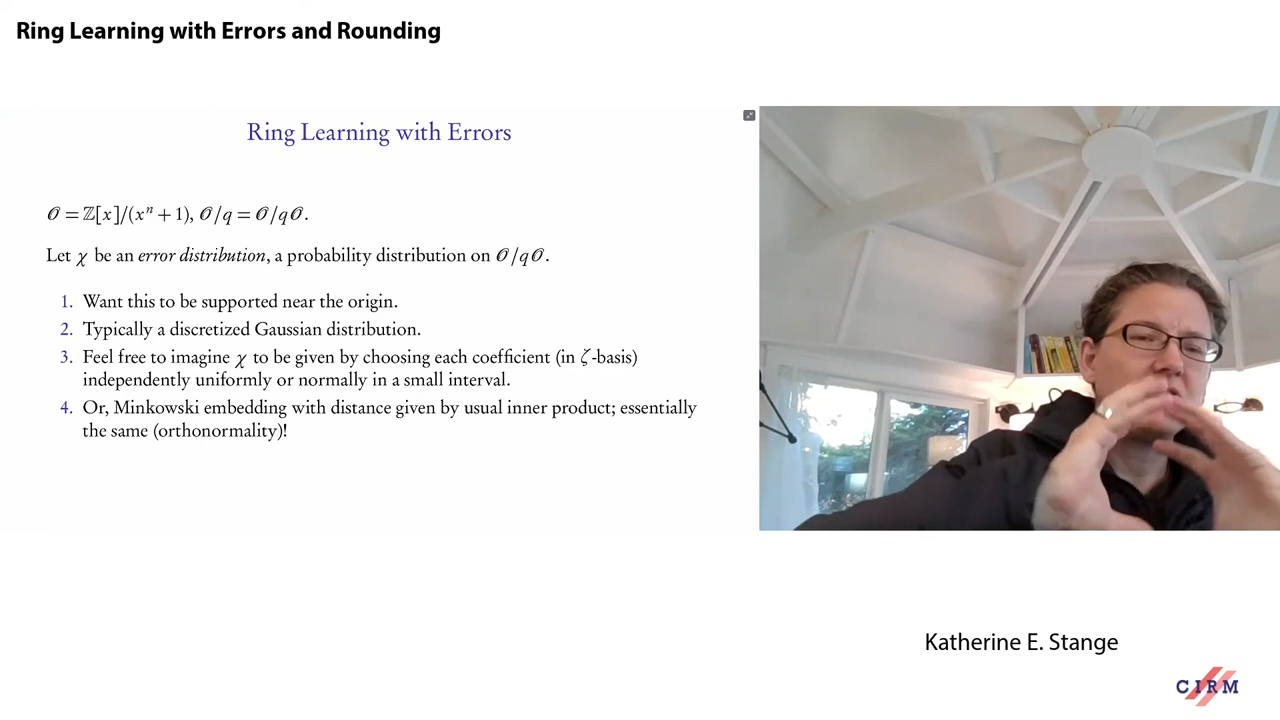 Ring Learning with Errors and Rounding
Ring Learning with Errors
𝒪 = ℤ[x]/(xⁿ + 1), 𝒪/q = 𝒪/q𝒪.
Let χ be an error distribution, a probability distribution on 𝒪/q𝒪.
1. Want this to be supported near the origin.
2. Typically a discretized Gaussian distribution.
3. Feel free to imagine χ to be given by choosing each coefficient (in ζ-basis)
independently uniformly or normally in a small interval.
4. Or, Minkowski embedding with distance given by usual inner product; essentially
the same (orthonormality)!
Katherine E. Stange
CIRM